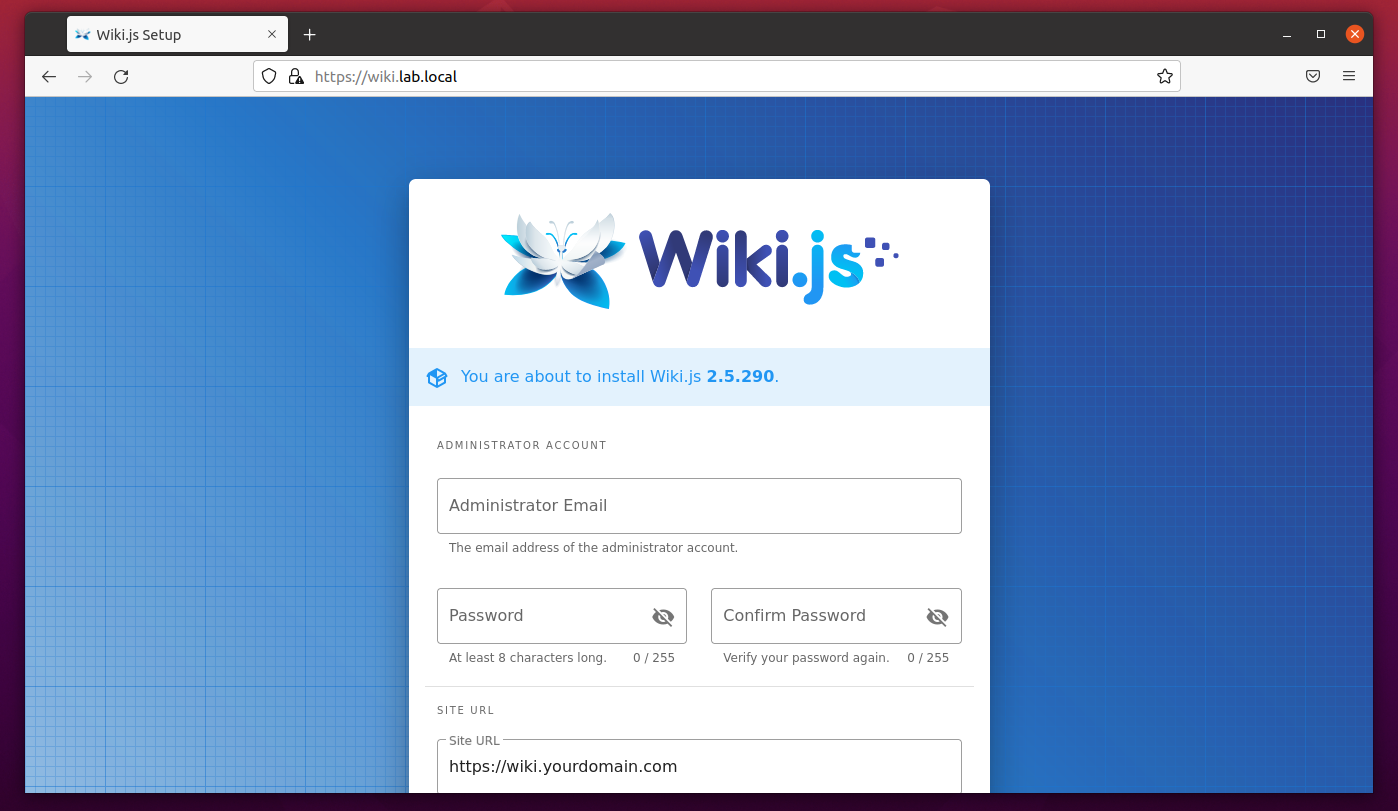 Wiki.js Setup
https://wiki.lab.local
Wiki.js
You are about to install Wiki.js 2.5.290.
ADMINISTRATOR ACCOUNT
Administrator Email
The email address of the administrator account.
Password Confirm Password
At least 8 characters long. 0 / 255 Verify your password again. 0 / 255
SITE URL
Site URL
https://wiki.yourdomain.com